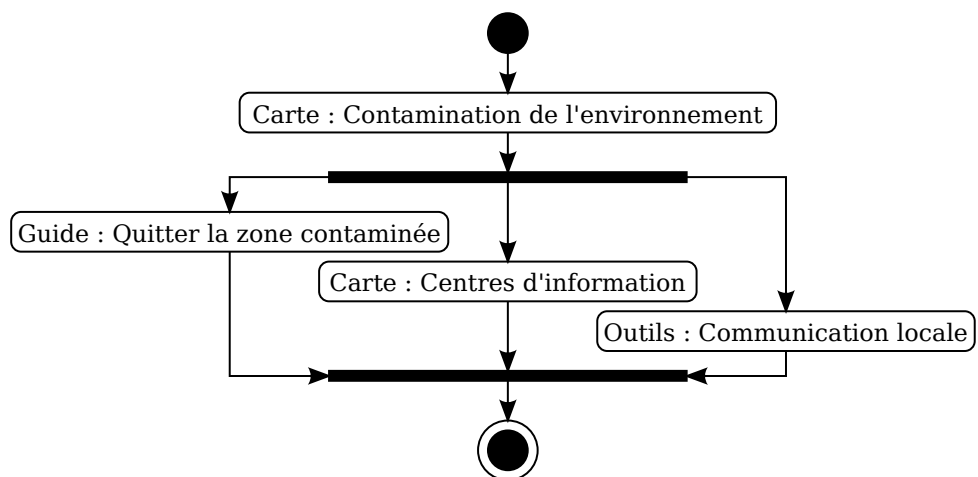 Carte : Contamination de l'environnement
Guide : Quitter la zone contaminée
Carte : Centres d'information
Outils : Communication locale